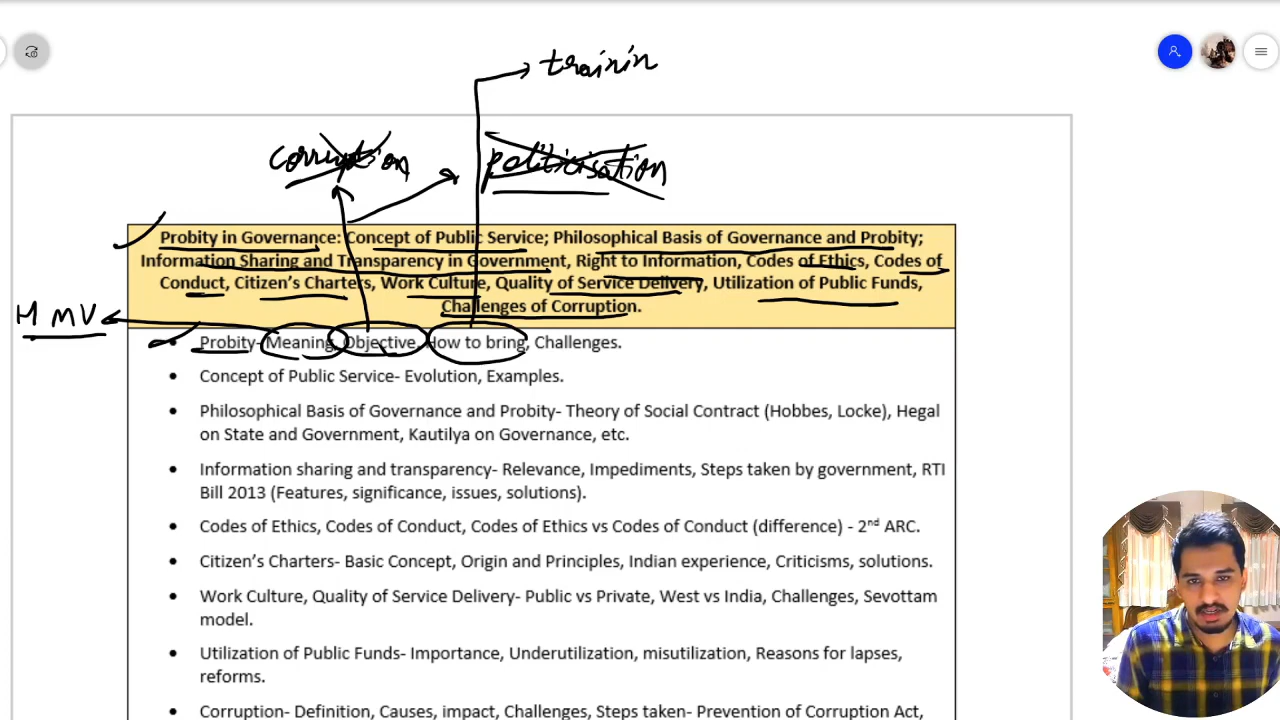 trainin
corruption
politicisation
Probity in Governance: Concept of Public Service; Philosophical Basis of Governance and Probity;
Information Sharing and Transparency in Government, Right to Information, Codes of Ethics, Codes of
Conduct, Citizen's Charters, Work Culture, Quality of Service Delivery, Utilization of Public Funds,
Challenges of Corruption.
H MV
• Probity- Meaning, Objective, How to bring, Challenges.
• Concept of Public Service- Evolution, Examples.
• Philosophical Basis of Governance and Probity- Theory of Social Contract (Hobbes, Locke), Hegal
on State and Government, Kautilya on Governance, etc.
• Information sharing and transparency- Relevance, Impediments, Steps taken by government, RTI
Bill 2013 (Features, significance, issues, solutions).
• Codes of Ethics, Codes of Conduct, Codes of Ethics vs Codes of Conduct (difference) - 2nd ARC.
• Citizen's Charters- Basic Concept, Origin and Principles, Indian experience, Criticisms, solutions.
• Work Culture, Quality of Service Delivery- Public vs Private, West vs India, Challenges, Sevottam
model.
• Utilization of Public Funds- Importance, Underutilization, misutilization, Reasons for lapses,
reforms.
• Corruption- Definition, Causes, impact, Challenges, Steps taken- Prevention of Corruption Act,